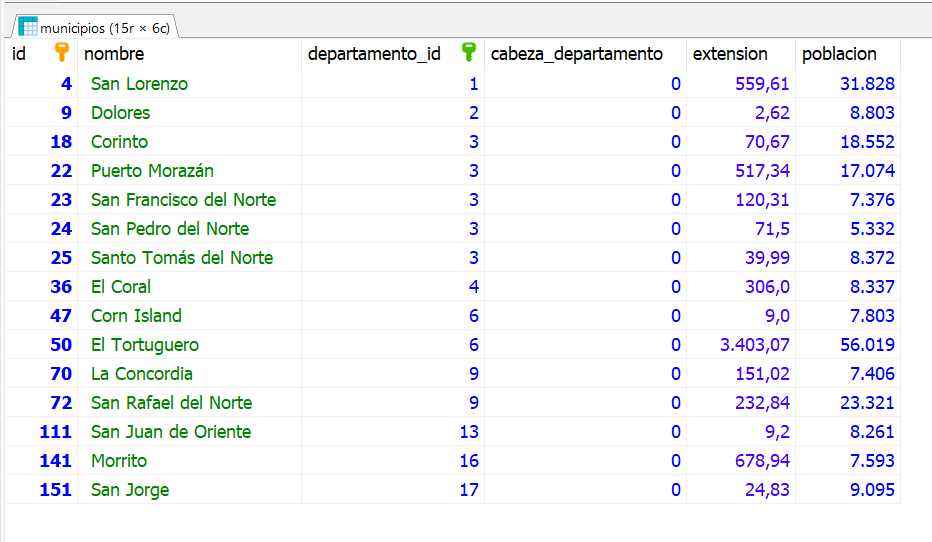 municipios (15r × 6c)
id nombre departamento_id cabeza_departamento extension poblacion
4 San Lorenzo 1 0 559,61 31.828
9 Dolores 2 0 2,62 8.803
18 Corinto 3 0 70,67 18.552
22 Puerto Morazán 3 0 517,34 17.074
23 San Francisco del Norte 3 0 120,31 7.376
24 San Pedro del Norte 3 0 71,5 5.332
25 Santo Tomás del Norte 3 0 39,99 8.372
36 El Coral 4 0 306,0 8.337
47 Corn Island 6 0 9,0 7.803
50 El Tortuguero 6 0 3.403,07 56.019
70 La Concordia 9 0 151,02 7.406
72 San Rafael del Norte 9 0 232,84 23.321
111 San Juan de Oriente 13 0 9,2 8.261
141 Morrito 16 0 678,94 7.593
151 San Jorge 17 0 24,83 9.095